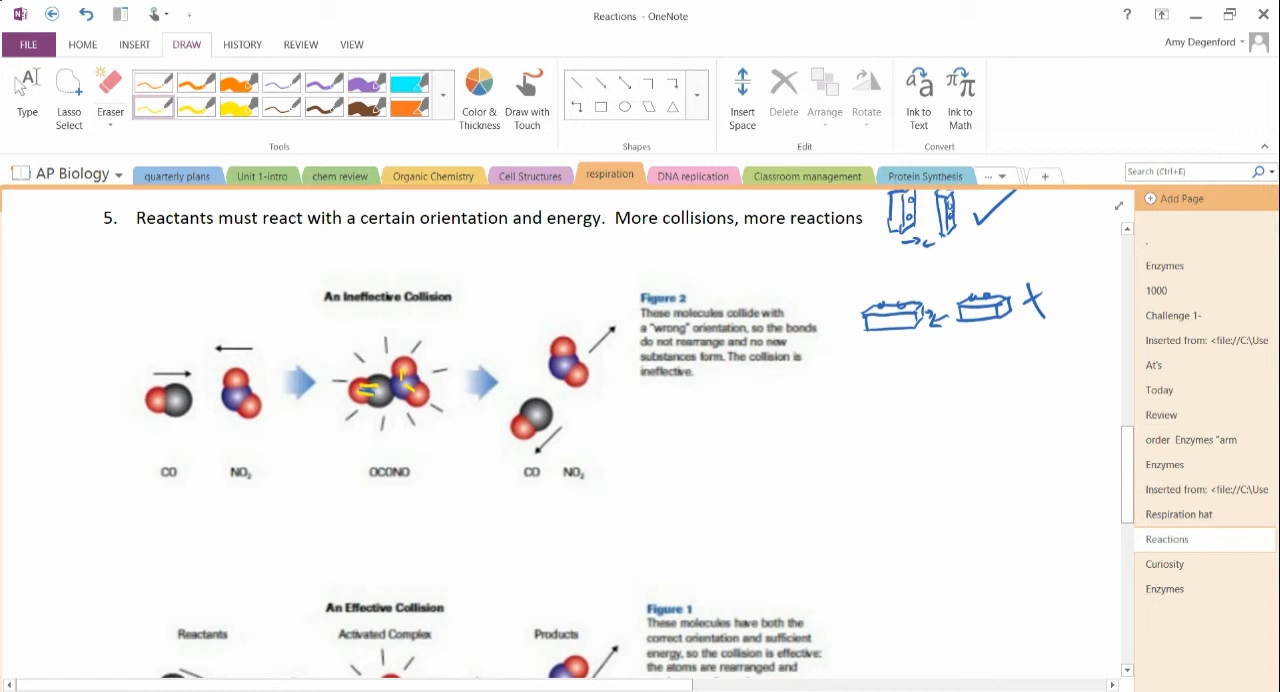 Reactions - OneNote
?
Amy Degenford
FILE HOME INSERT DRAW HISTORY REVIEW VIEW
Type
Lasso Select
Eraser
Color & Thickness
Draw with Touch
Insert Space
Delete
Arrange
Rotate
Ink to Text
Ink to Math
Tools
Shapes
Edit
Convert
AP Biology
quarterly plans
Unit 1-intro
chem review
Organic Chemistry
Cell Structures
respiration
DNA replication
Classroom management
Protein Synthesis
...
+
Search (Ctrl+E)
5. Reactants must react with a certain orientation and energy. More collisions, more reactions
An Ineffective Collision
Figure 2
These molecules collide with
a "wrong" orientation, so the bonds
do not rearrange and no new
substances form. The collision is
ineffective.
CO NO₂ OCONO CO NO₂
An Effective Collision
Reactants Activated Complex Products
Figure 1
These molecules have both the
correct orientation and sufficient
energy, so the collision is effective:
the atoms are rearranged and
Add Page
.
Enzymes
1000
Challenge 1-
Inserted from: <file://C:\Use
At's
Today
Review
order Enzymes "arm
Enzymes
Inserted from: <file://C:\Use
Respiration hat
Reactions
Curiosity
Enzymes